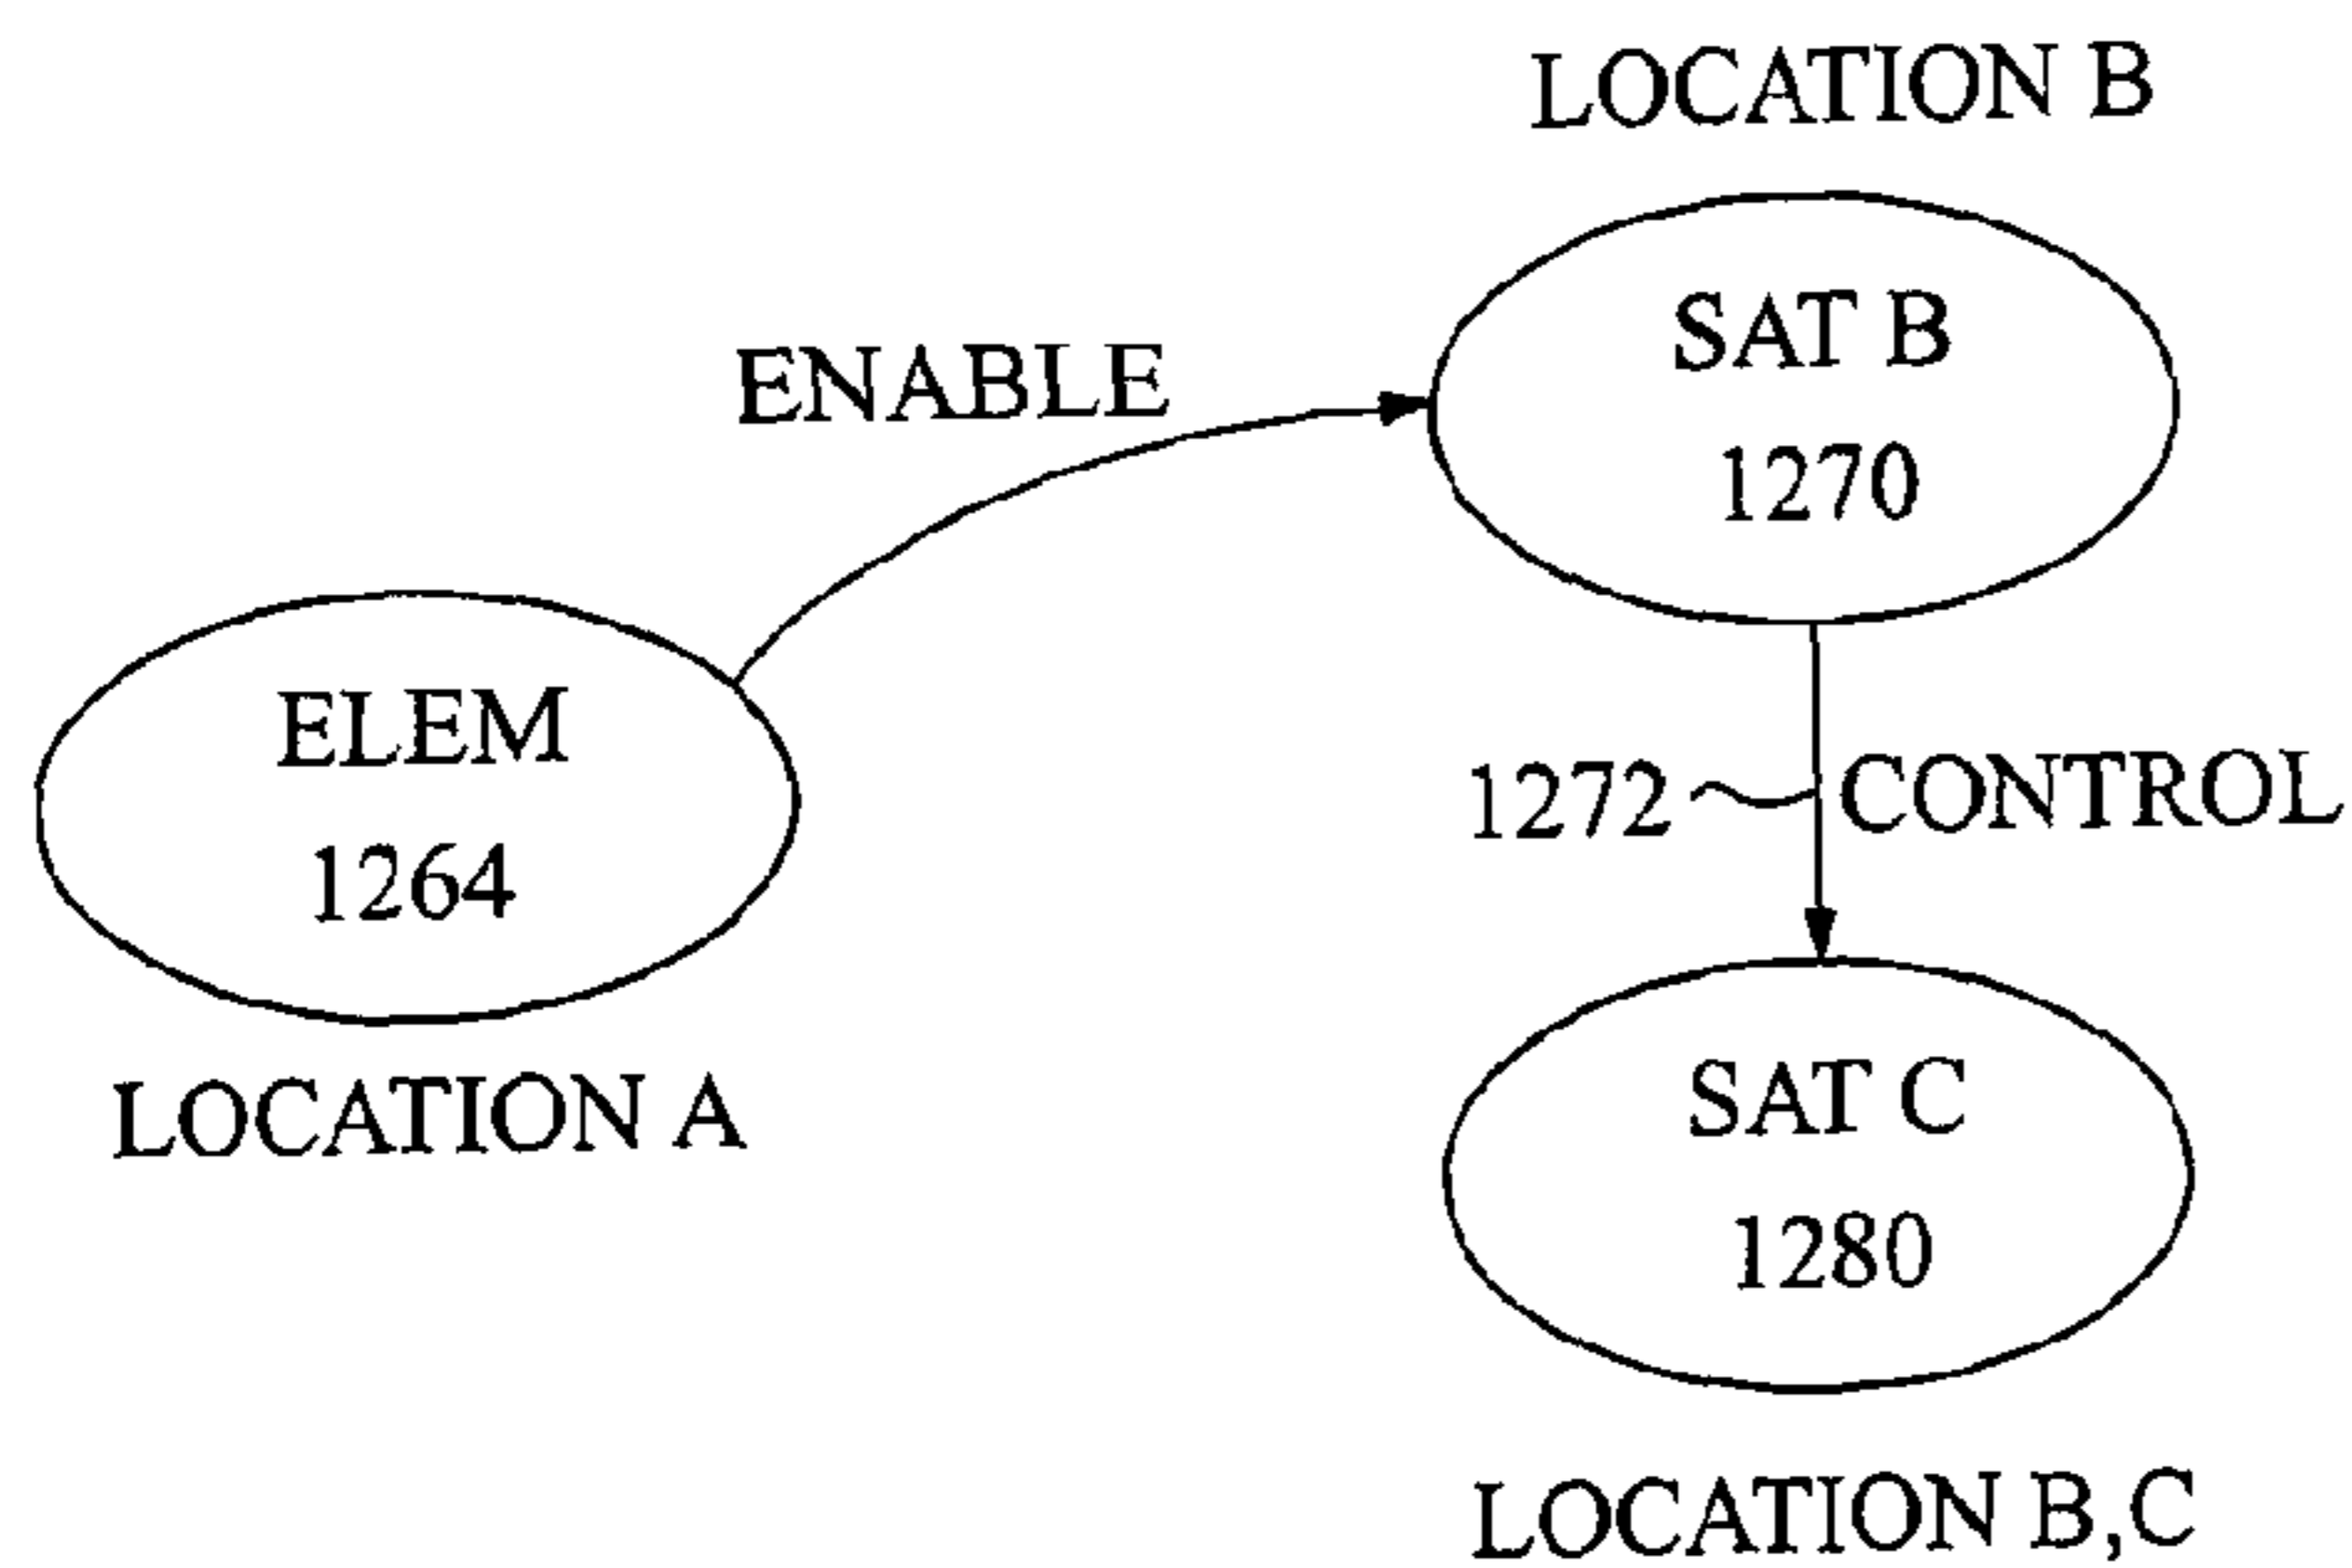 LOCATION B
SAT B
1270
ENABLE
ELEM
1264
LOCATION A
1272
CONTROL
SAT C
1280
LOCATION B,C